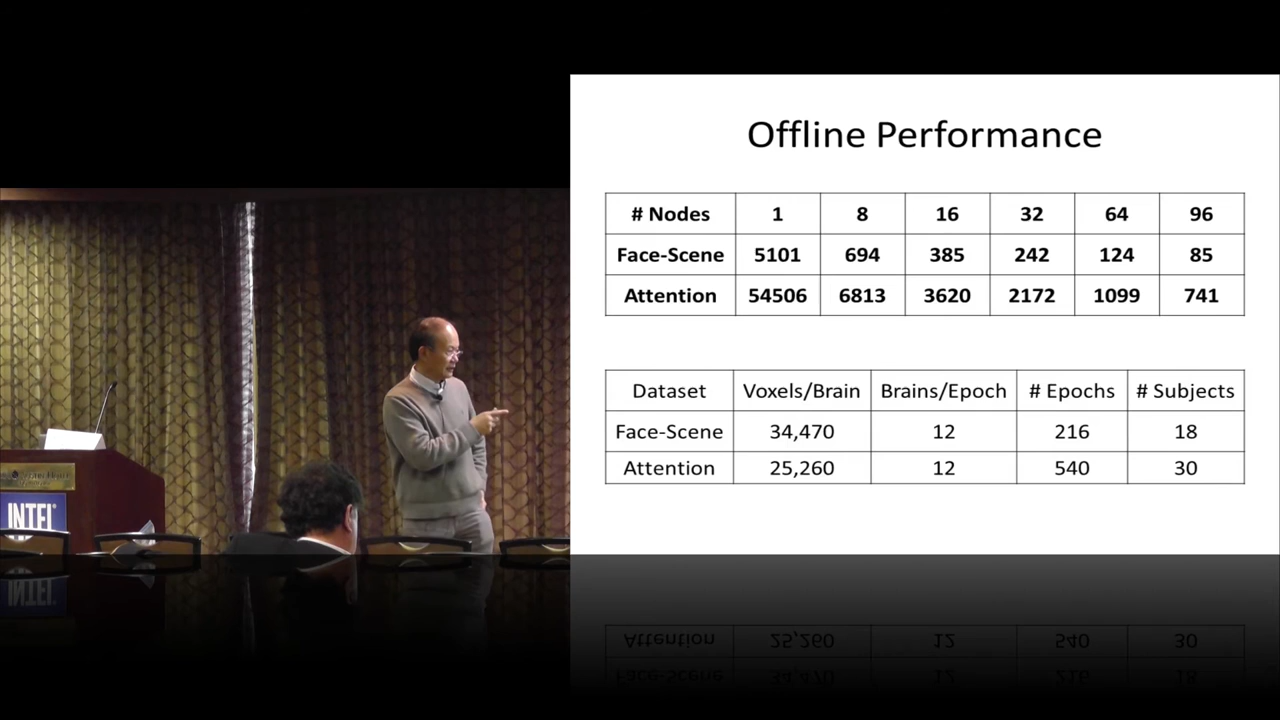 Offline Performance
# Nodes 1 8 16 32 64 96
Face-Scene 5101 694 385 242 124 85
Attention 54506 6813 3620 2172 1099 741
Dataset Voxels/Brain Brains/Epoch # Epochs # Subjects
Face-Scene 34,470 12 216 18
Attention 25,260 12 540 30
INTEL